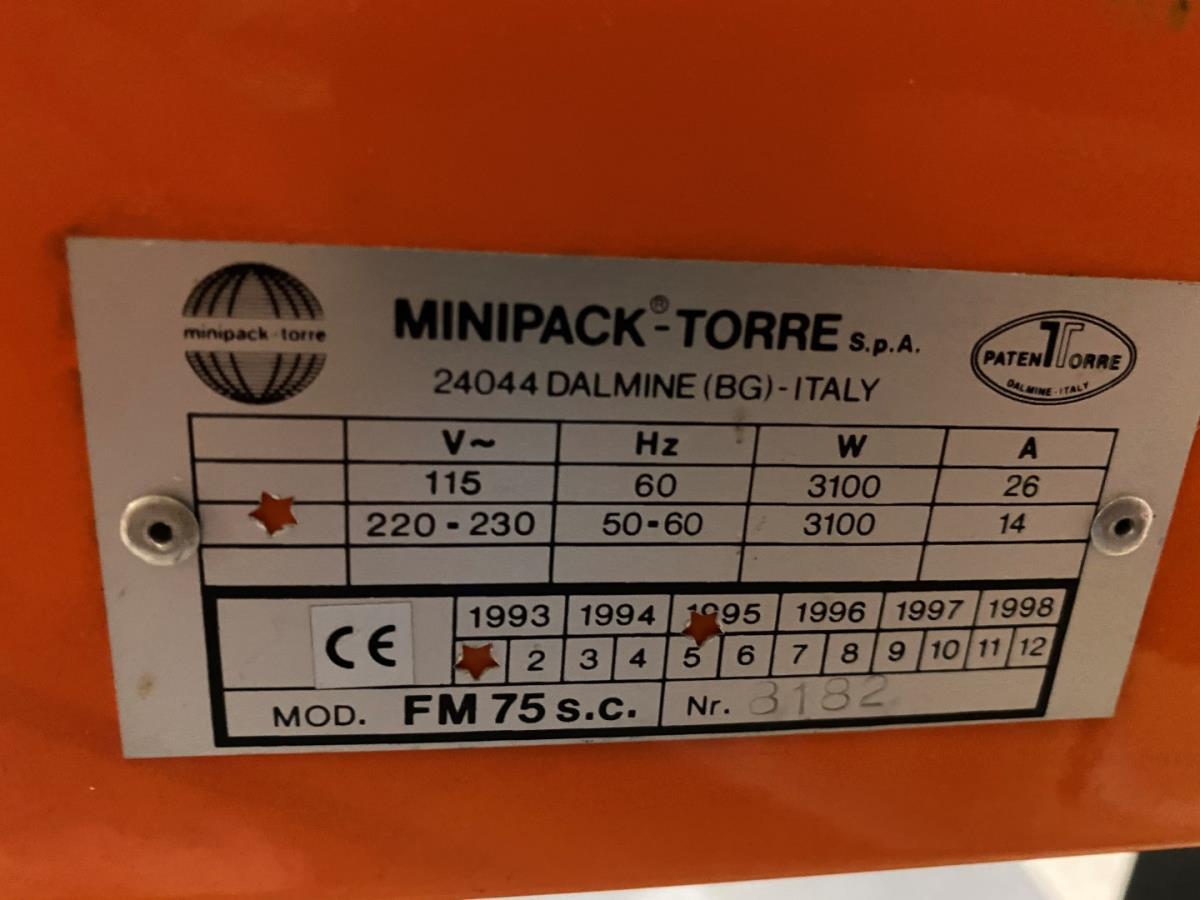 minipack-torre
MINIPACK®-TORRE S.p.A.
24044 DALMINE (BG) - ITALY
PATENTORRE
DALMINE - ITALY
V~ Hz W A
115 60 3100 26
220 - 230 50-60 3100 14
CE
1993 1994 1995 1996 1997 1998
2 3 4 5 6 7 8 9 10 11 12
MOD. FM 75 s.c. Nr. 3182